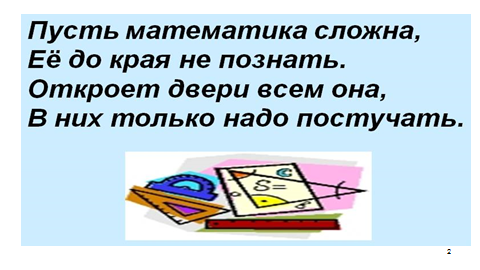 Пусть математика сложна,
Её до края не познать.
Откроет двери всем она,
В них только надо постучать.
S=
2